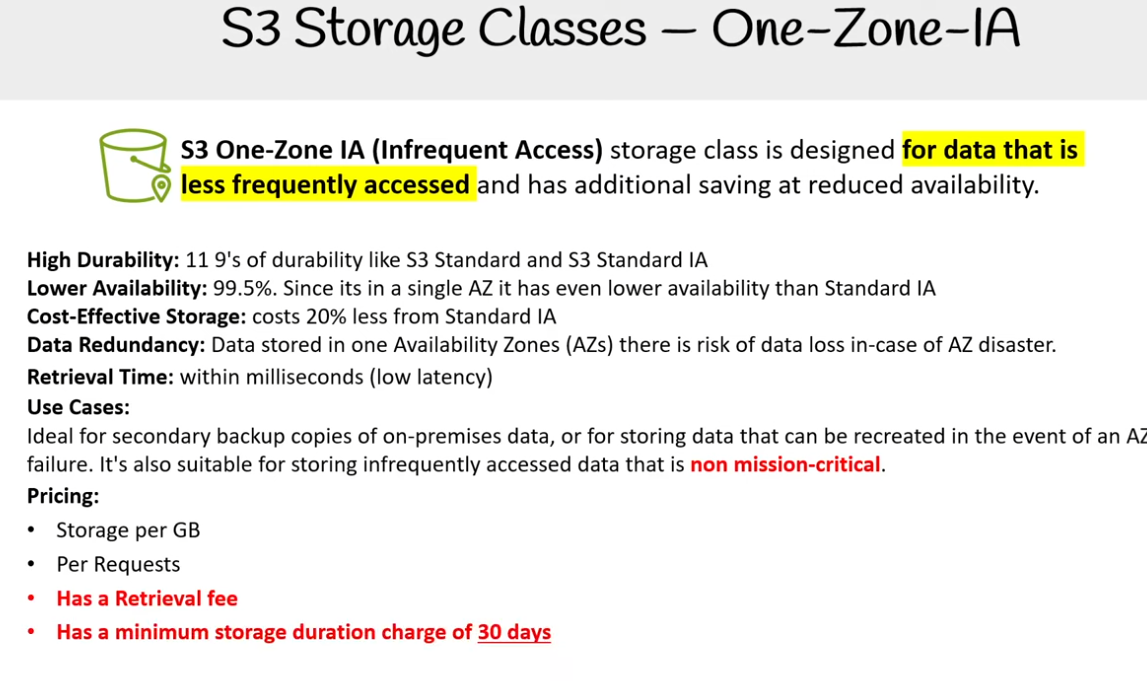 S3 Storage Classes – One-Zone-IA
S3 One-Zone IA (Infrequent Access) storage class is designed for data that is
less frequently accessed and has additional saving at reduced availability.
High Durability: 11 9's of durability like S3 Standard and S3 Standard IA
Lower Availability: 99.5%. Since its in a single AZ it has even lower availability than Standard IA
Cost-Effective Storage: costs 20% less from Standard IA
Data Redundancy: Data stored in one Availability Zones (AZs) there is risk of data loss in-case of AZ disaster.
Retrieval Time: within milliseconds (low latency)
Use Cases:
Ideal for secondary backup copies of on-premises data, or for storing data that can be recreated in the event of an AZ
failure. It's also suitable for storing infrequently accessed data that is non mission-critical.
Pricing:
• Storage per GB
• Per Requests
• Has a Retrieval fee
• Has a minimum storage duration charge of 30 days